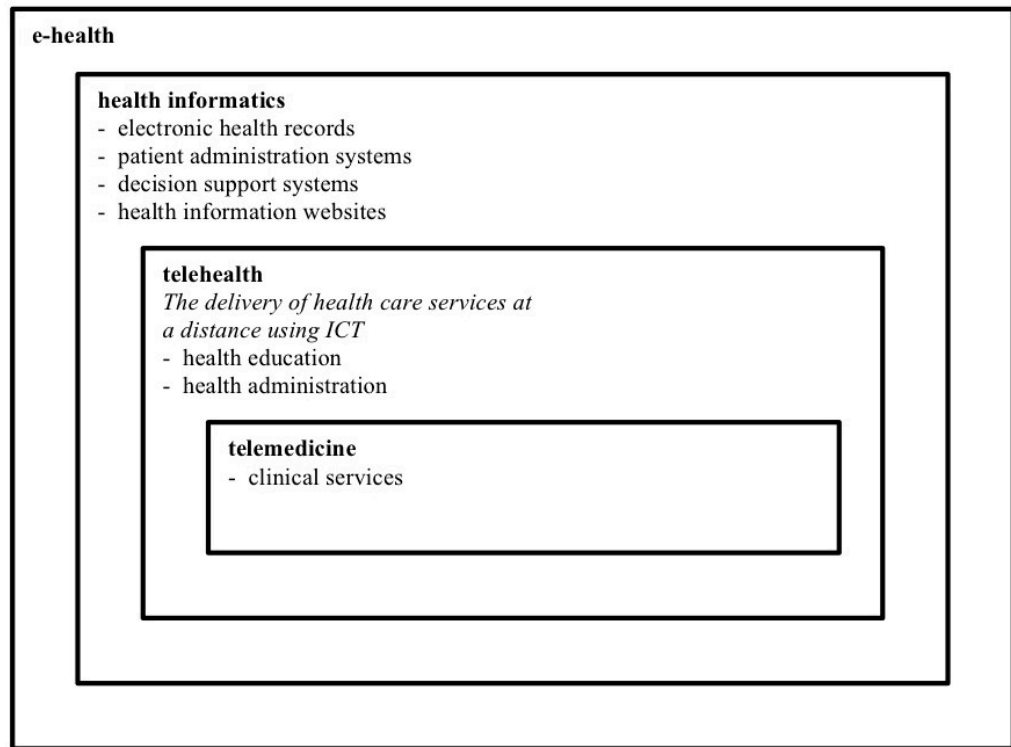 e-health
health informatics
- electronic health records
- patient administration systems
- decision support systems
- health information websites
telehealth
The delivery of health care services at
a distance using ICT
- health education
- health administration
telemedicine
- clinical services